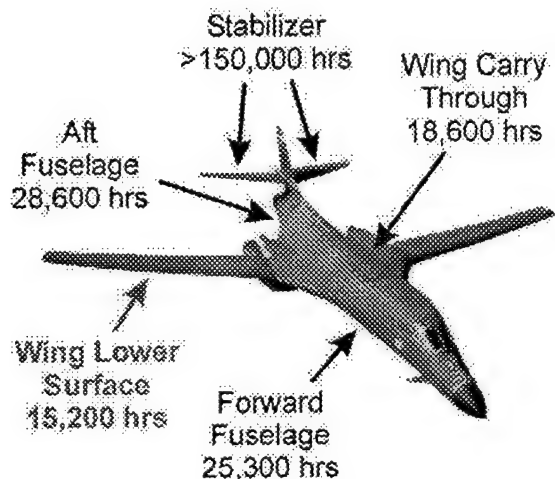 Stabilizer
>150,000 hrs
Wing Carry
Through
18,600 hrs
Aft
Fuselage
28,600 hrs
Wing Lower
Surface
15,200 hrs
Forward
Fuselage
25,300 hrs